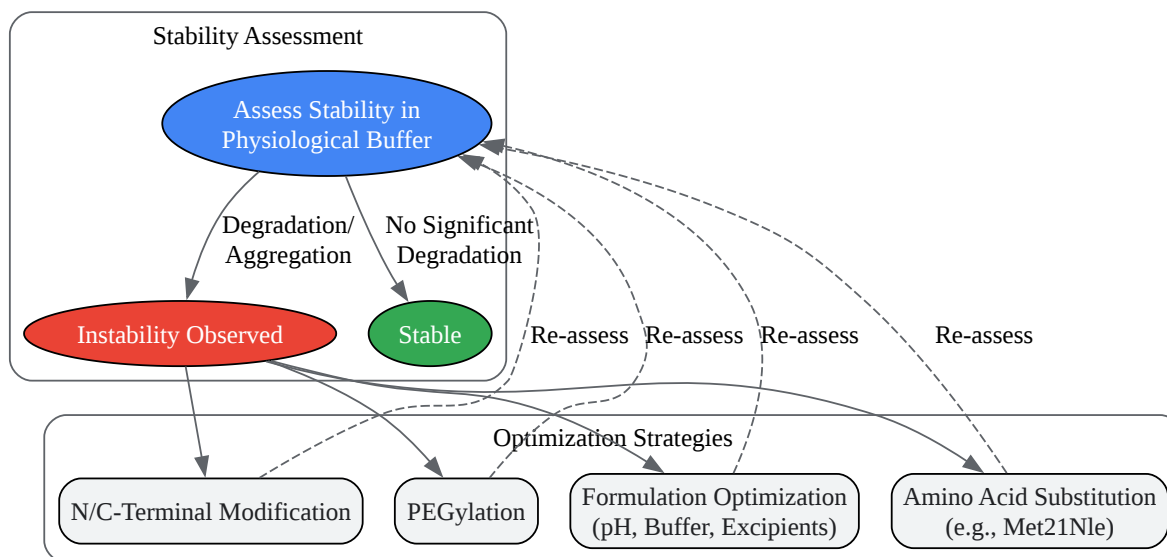 Stability Assessment
Assess Stability in
Physiological Buffer
Degradation/
Aggregation
No Significant
Degradation
Instability Observed
Stable
Re-assess
Re-assess
Re-assess
Re-assess
Optimization Strategies
N/C-Terminal Modification
PEGylation
Formulation Optimization
(pH, Buffer, Excipients)
Amino Acid Substitution
(e.g., Met21Nle)